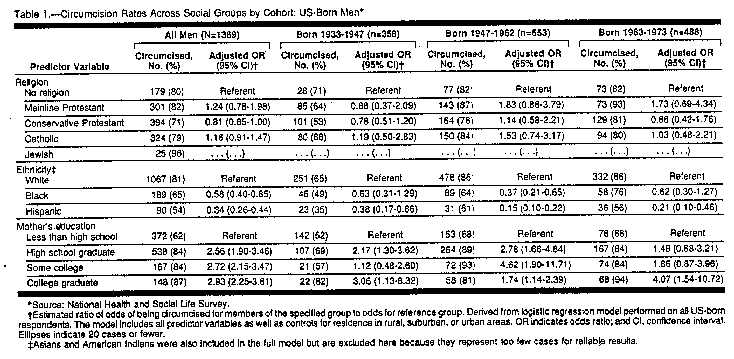 Table 1.—Circumcision Rates Across Social Groups by Cohort: US-Born Men*
All Men (N=1369) Born 1933-1947 (n=358) Born 1947-1962 (n=553) Born 1963-1973 (n=488)
Predictor Variable Circumcised, No. (%) Adjusted OR (95% CI)† Circumcised, No. (%) Adjusted OR (95% CI)† Circumcised, No. (%) Adjusted OR (95% CI)† Circumcised, No. (%) Adjusted OR (95% CI)†
Religion
No religion 179 (80) Referent 28 (71) Referent 77 (82) Referent 73 (82) Referent
Mainline Protestant 301 (82) 1.24 (0.78-1.98) 85 (64) 0.88 (0.37-2.09) 143 (87) 1.83 (0.88-3.79) 73 (93) 1.73 (0.69-4.34)
Conservative Protestant 394 (71) 0.81 (0.65-1.00) 101 (53) 0.78 (0.51-1.20) 164 (78) 1.14 (0.58-2.21) 129 (81) 0.86 (0.42-1.76)
Catholic 324 (79) 1.16 (0.91-1.47) 80 (68) 1.19 (0.50-2.83) 150 (84) 1.53 (0.74-3.17) 94 (80) 1.03 (0.48-2.21)
Jewish 25 (96) ...(...) ...(...) ...(...) ...(...) ...(...) ...(...) ...(...)
Ethnicity‡
White 1067 (81) Referent 251 (65) Referent 478 (86) Referent 332 (86) Referent
Black 189 (65) 0.58 (0.40-0.85) 46 (49) 0.63 (0.31-1.29) 89 (64) 0.37 (0.21-0.65) 58 (76) 0.62 (0.30-1.27)
Hispanic 90 (54) 0.34 (0.26-0.44) 23 (35) 0.38 (0.17-0.86) 31 (61) 0.15 (0.10-0.22) 36 (56) 0.21 (0.10-0.46)
Mother's education
Less than high school 372 (62) Referent 142 (52) Referent 153 (68) Referent 76 (66) Referent
High school graduate 538 (84) 2.56 (1.90-3.46) 107 (69) 2.17 (1.30-3.62) 264 (89) 2.78 (1.66-4.64) 167 (84) 1.48 (0.68-3.21)
Some college 167 (84) 2.72 (2.15-3.47) 21 (57) 1.12 (0.48-2.60) 72 (93) 4.62 (1.90-11.71) 74 (84) 1.86 (0.87-3.96)
College graduate 148 (87) 2.93 (2.25-3.81) 22 (82) 3.06 (1.13-8.32) 58 (81) 1.74 (1.14-2.39) 68 (94) 4.07 (1.54-10.72)
*Source: National Health and Social Life Survey.
†Estimated ratio of odds of being circumcised for members of the specified group to odds for reference group. Derived from logistic regression model performed on all US-born
respondents. The model includes all predictor variables as well as controls for residence in rural, suburban, or urban areas. OR indicates odds ratio; and CI, confidence interval.
Ellipses indicate 20 cases or fewer.
‡Asians and American Indians were also included in the full model but are excluded here because they represent too few cases for reliable results.